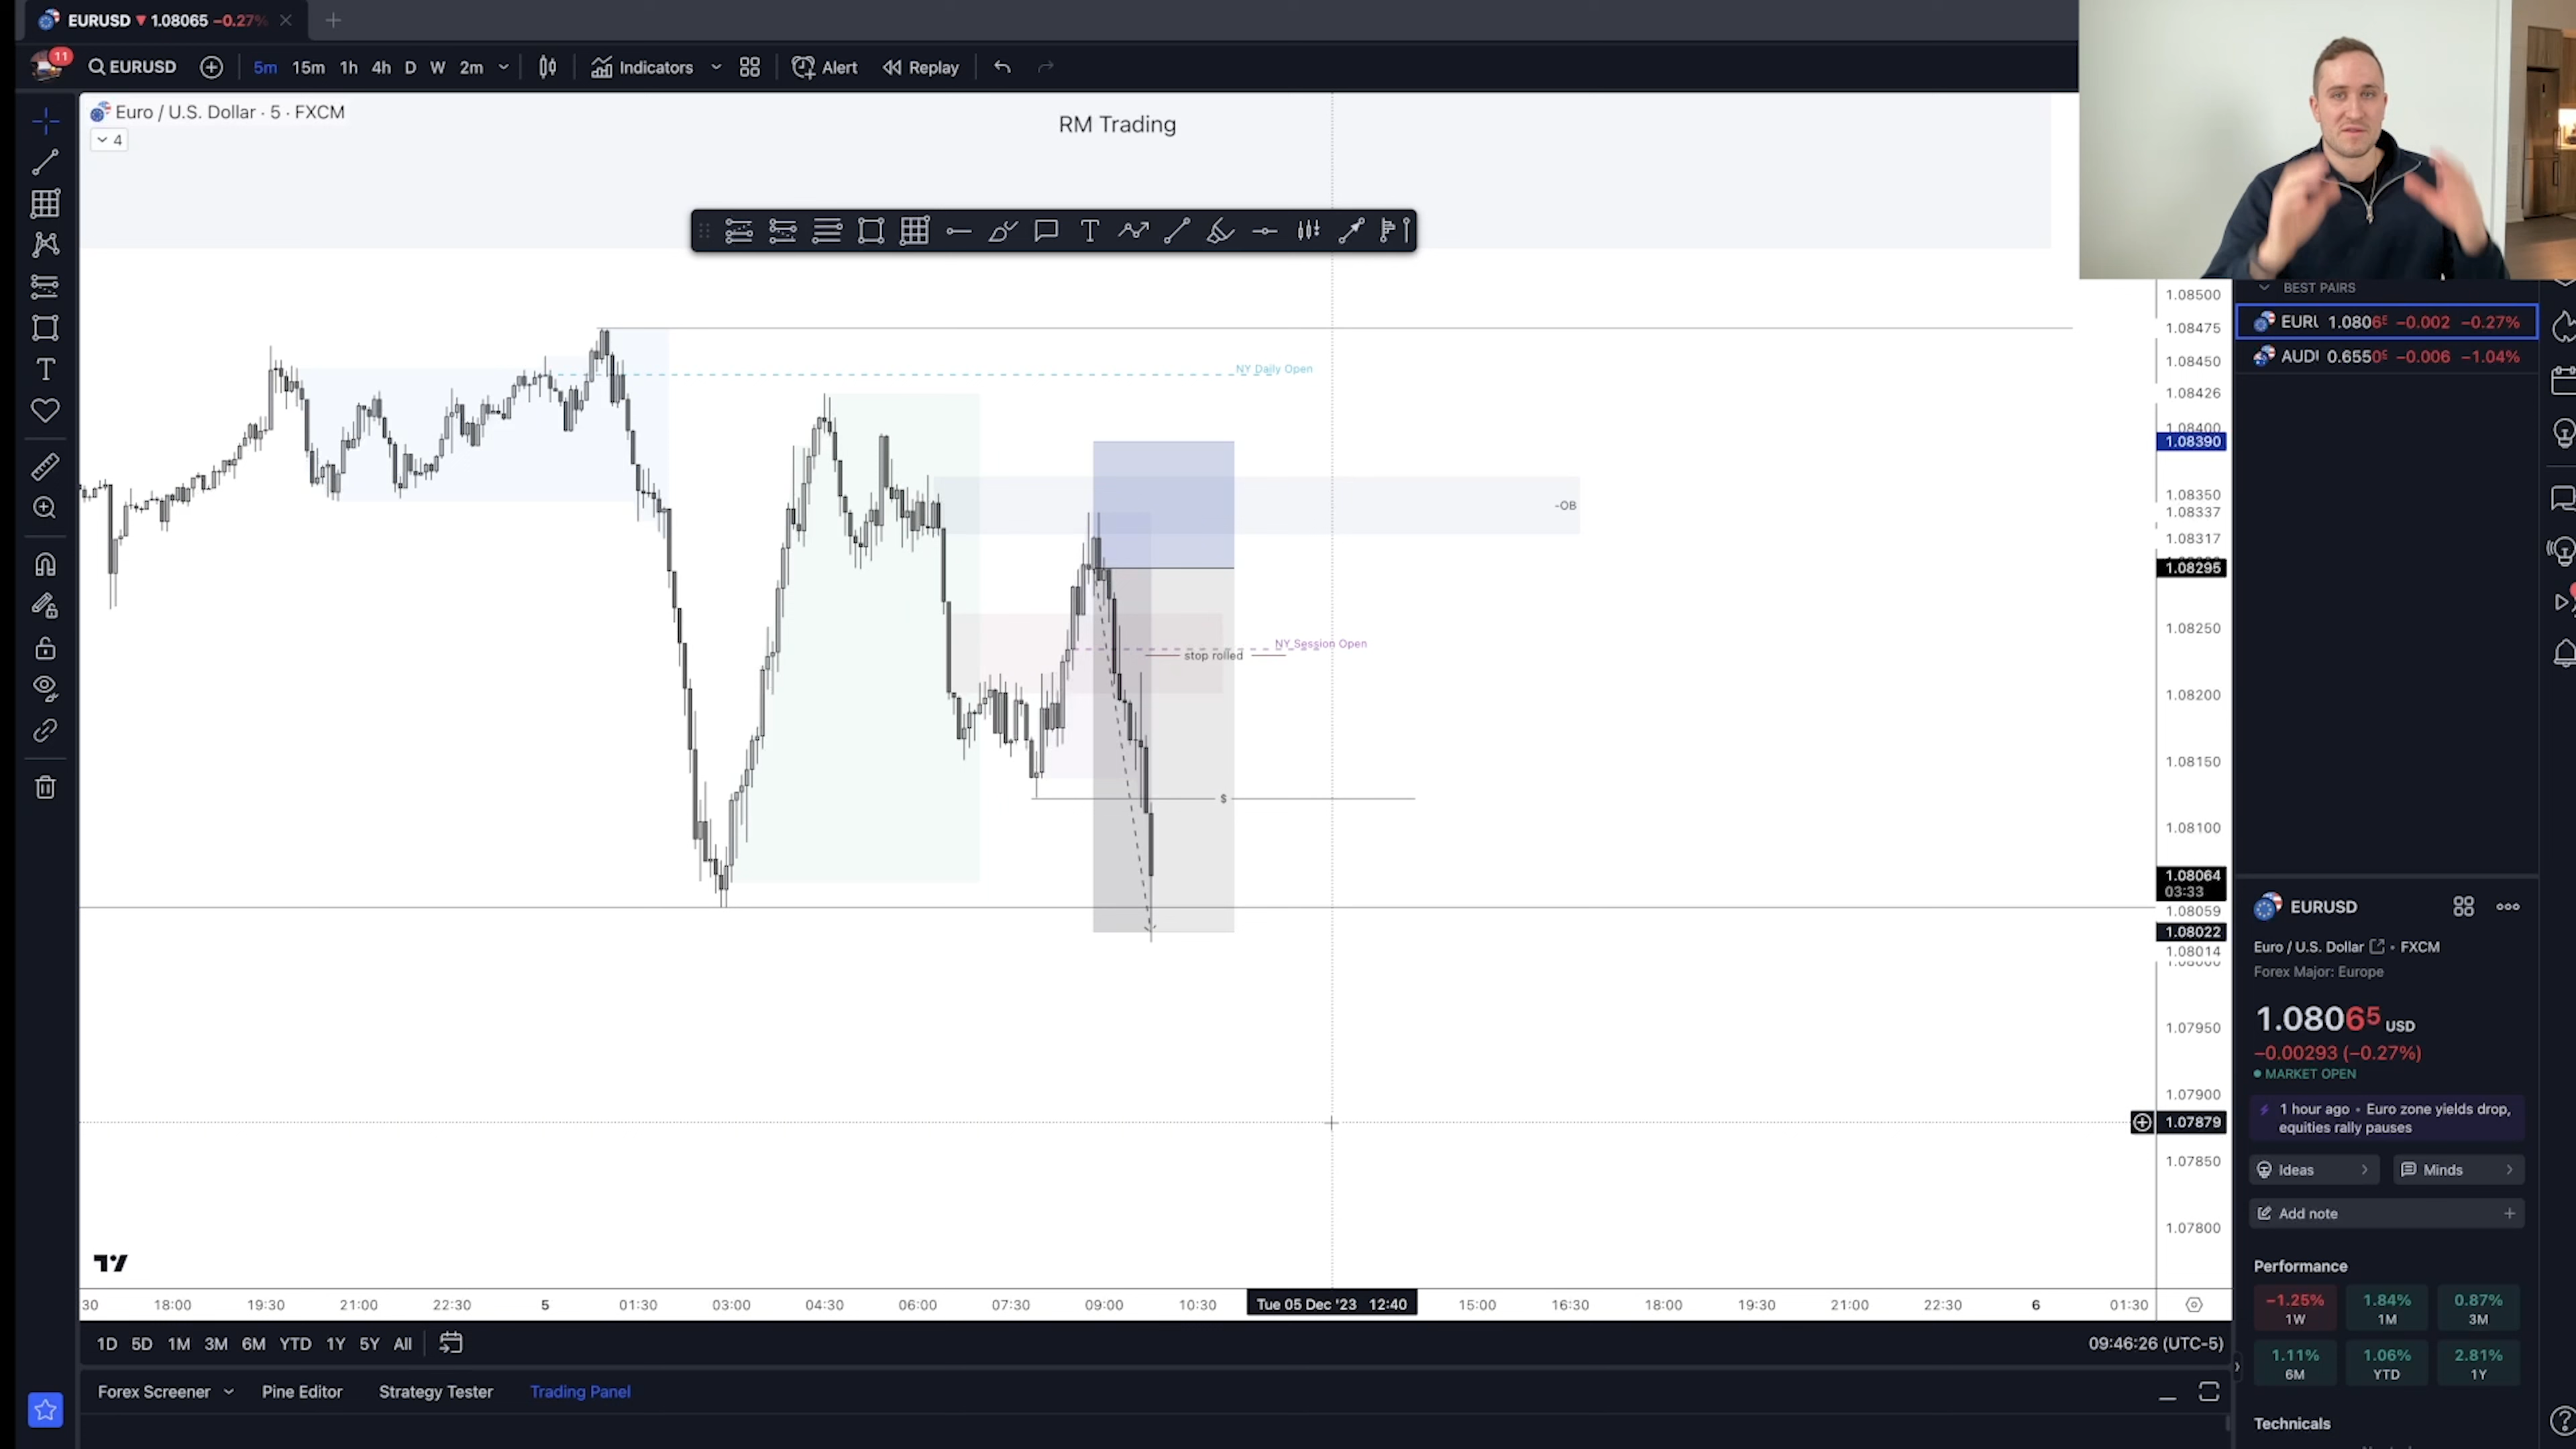 EURUSD ▼ 1.08065 −0.27%
11
EURUSD
5m 15m 1h 4h D W 2m
Indicators
Alert
Replay
Euro / U.S. Dollar · 5 · FXCM
4
RM Trading
NY Daily Open
-OB
NY Session Open
stop rolled
$
1.08500
1.08475
1.08450
1.08426
1.08400
1.08390
1.08350
1.08337
1.08317
1.08295
1.08250
1.08200
1.08150
1.08100
1.08064
03:33
1.08059
1.08022
1.08014
1.07950
1.07900
1.07879
1.07850
1.07800
30 18:00 19:30 21:00 22:30 5 01:30 03:00 04:30 06:00 07:30 09:00 10:30 Tue 05 Dec '23 12:40 15:00 16:30 18:00 19:30 21:00 22:30 6 01:30
1D 5D 1M 3M 6M YTD 1Y 5Y All
09:46:26 (UTC-5)
Forex Screener Pine Editor Strategy Tester Trading Panel
BEST PAIRS
1.08065 −0.002 −0.27%
AUD 0.6550 −0.006 −1.04%
EURUSD
Euro / U.S. Dollar • FXCM
Forex Major: Europe
1.08065 USD
−0.00293 (−0.27%)
MARKET OPEN
1 hour ago • Euro zone yields drop,
equities rally pauses
Ideas
Minds
Add note
Performance
−1.25% 1.84% 0.87%
1W 1M 3M
1.11% 1.06% 2.81%
6M YTD 1Y
Technicals